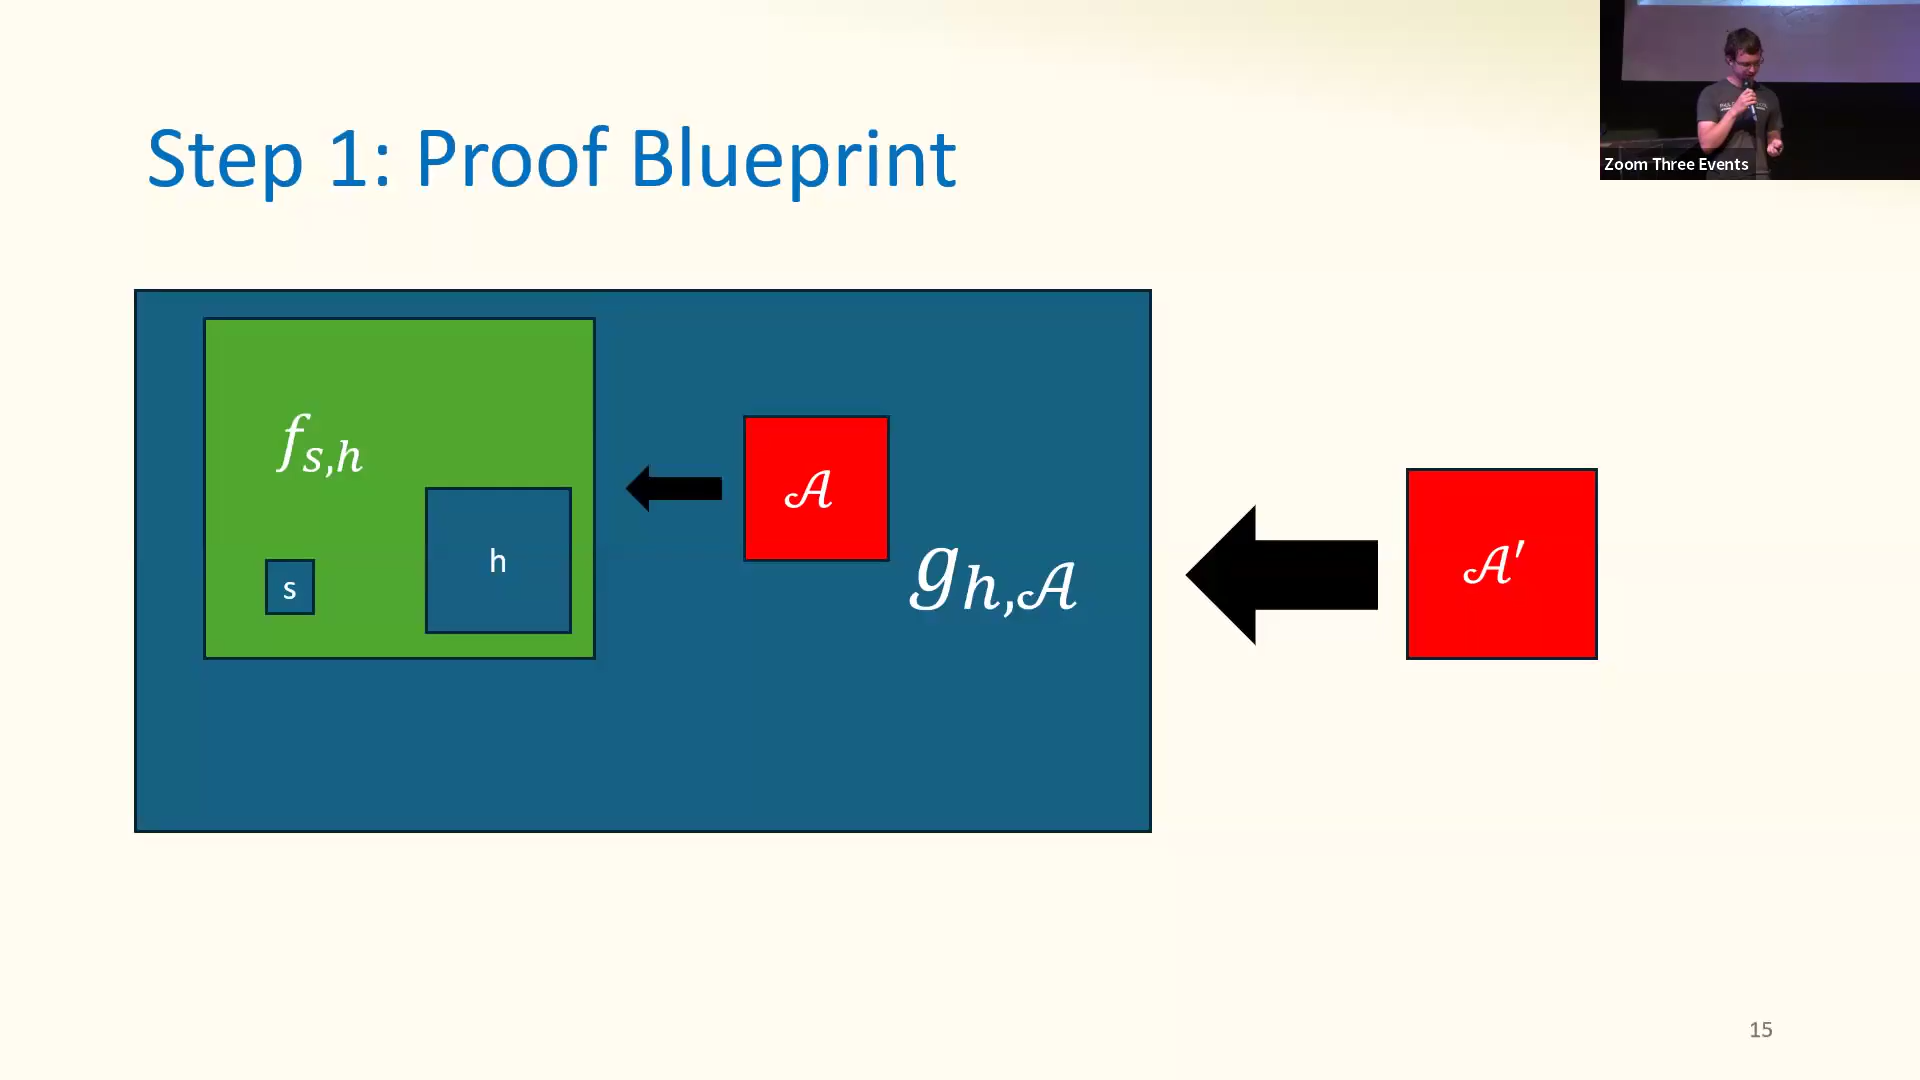 Step 1: Proof Blueprint
Zoom Three Events
f_{s,h}
s
h
𝒜
g_{h,𝒜}
𝒜′
15